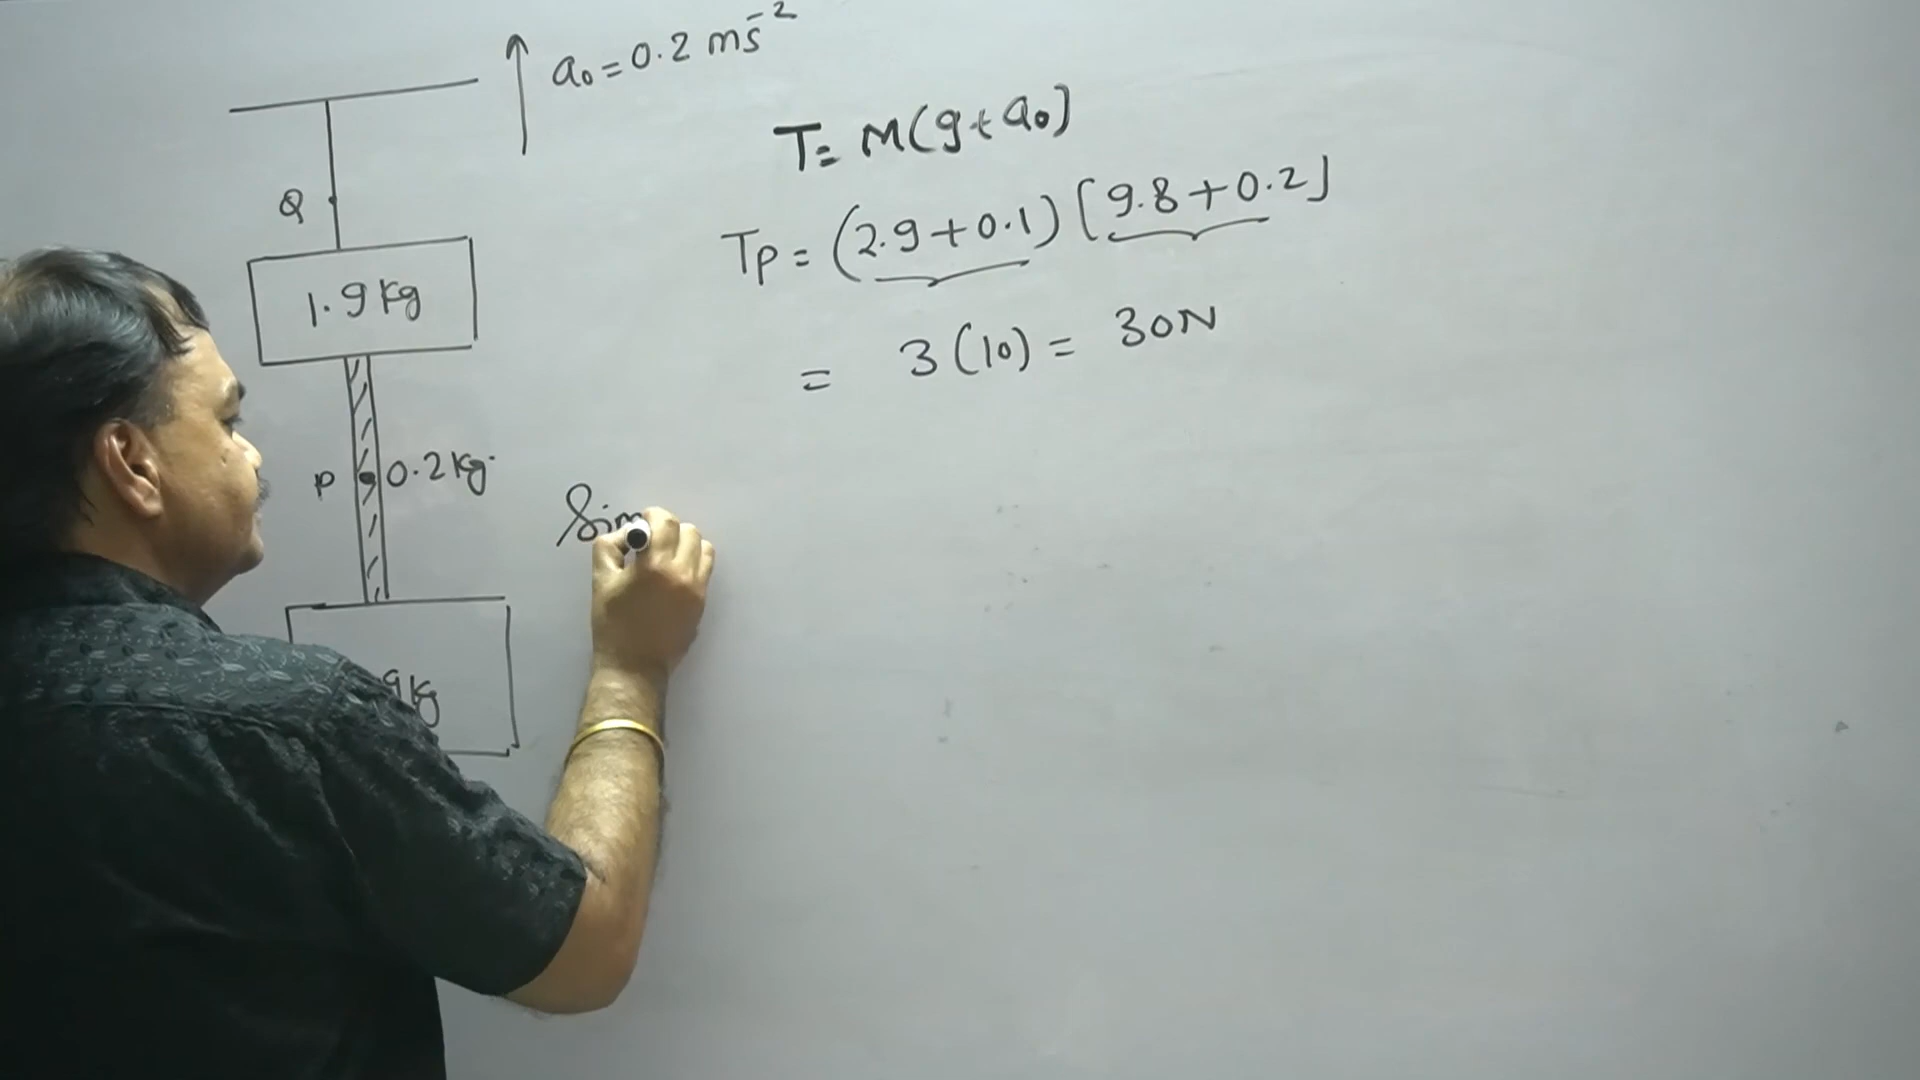 a₀ = 0.2 ms⁻²
T = M(g + a₀)
Q
Tp = (2.9 + 0.1) [9.8 + 0.2]
1.9 kg
= 3 (10) = 30N
P 0.2 kg.
Sim
9 kg